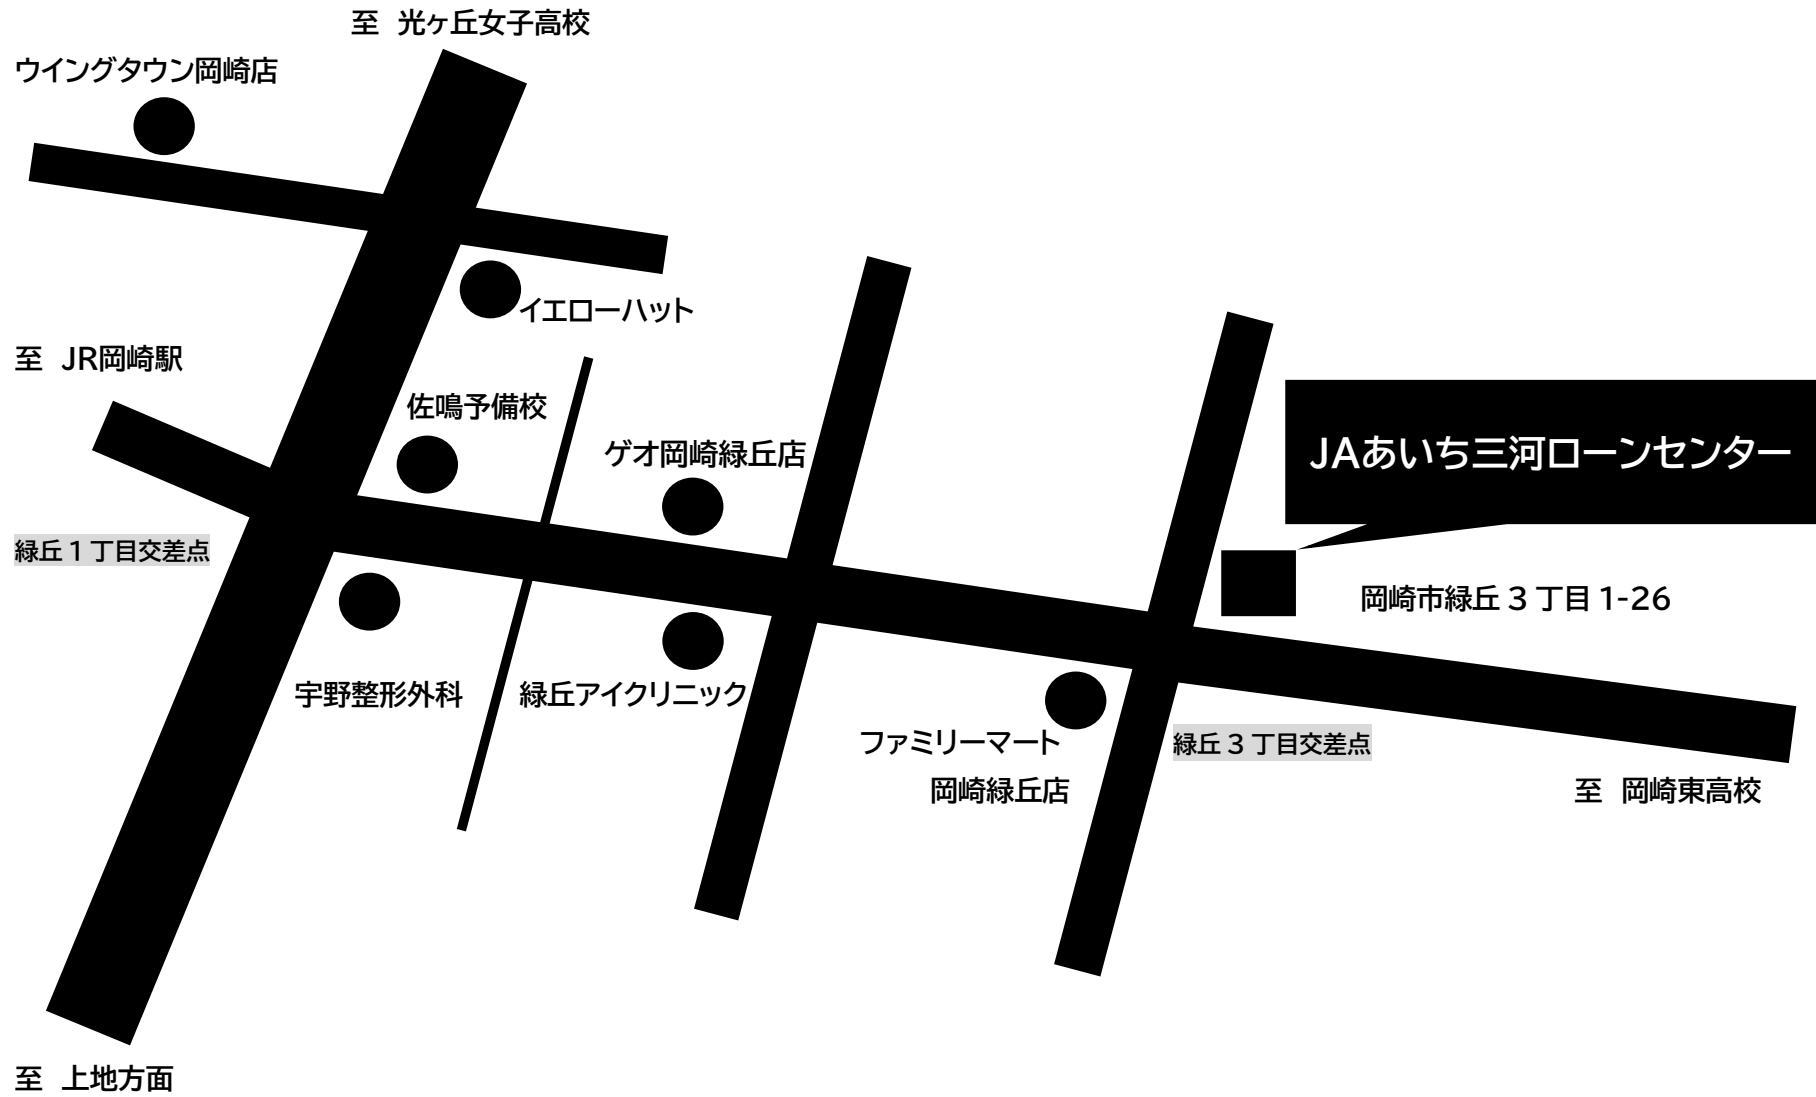 至　光ヶ丘女子高校
ウイングタウン岡崎店
イエローハット
至　JR岡崎駅
佐鳴予備校
ゲオ岡崎緑丘店
JAあいち三河ローンセンター
緑丘１丁目交差点
岡崎市緑丘３丁目1-26
宇野整形外科
緑丘アイクリニック
ファミリーマート
岡崎緑丘店
緑丘３丁目交差点
至　岡崎東高校
至　上地方面